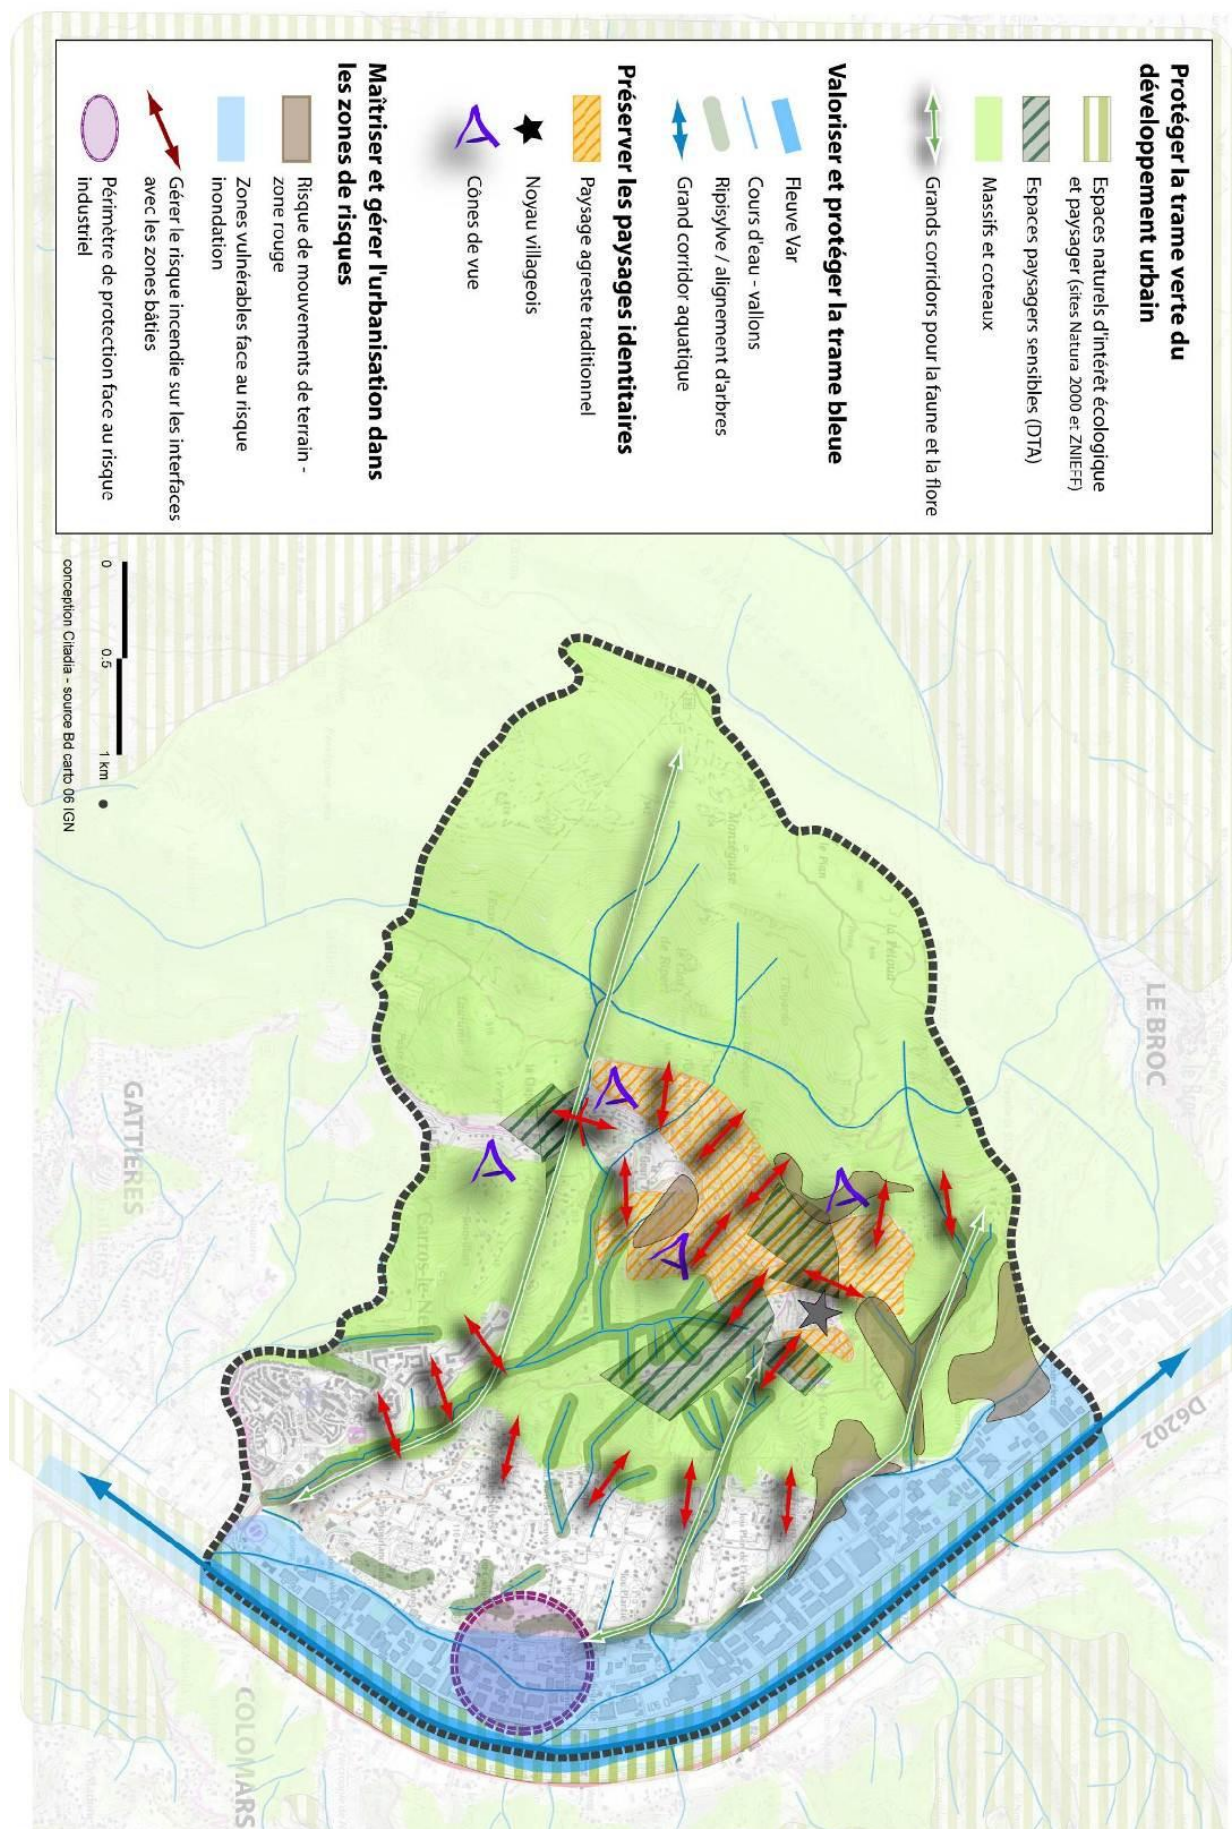 Protéger la trame verte du
développement urbain
Espaces naturels d'intérêt écologique
et paysager (sites Natura 2000 et ZNIEFF)
Espaces paysagers sensibles (DTA)
Massifs et coteaux
Grands corridors pour la faune et la flore
Valoriser et protéger la trame bleue
Fleuve Var
Cours d'eau - vallons
Ripisylve / alignement d'arbres
Grand corridor aquatique
Préserver les paysages identitaires
Paysage agreste traditionnel
Noyau villageois
Cônes de vue
Maîtriser et gérer l'urbanisation dans
les zones de risques
Risque de mouvements de terrain -
zone rouge
Zones vulnérables face au risque
inondation
Gérer le risque incendie sur les interfaces
avec les zones bâties
Périmètre de protection face au risque
industriel
0 0.5 1 km
conception Citadia - source Bd carto 06 IGN
LE BROC
D6202
GATTIERES
COLOMARS